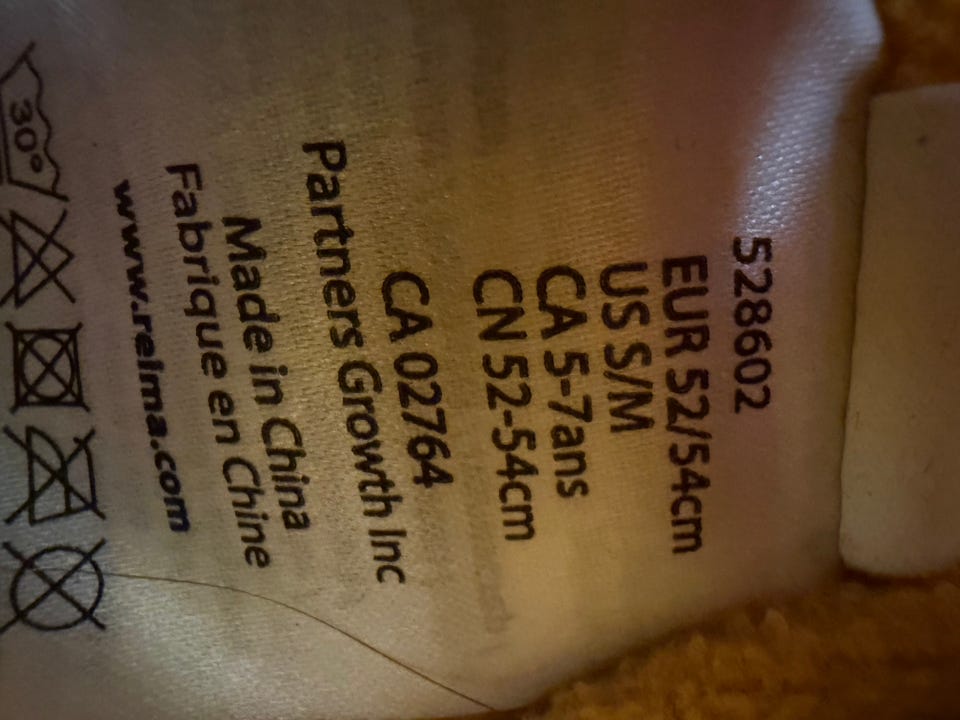 528602
EUR 52/54cm
US S/M
CA 5-7ans
CN 52-54cm
CA 02764
Partners Growth Inc
Made in China
Fabrique en Chine
www.reima.com
30°